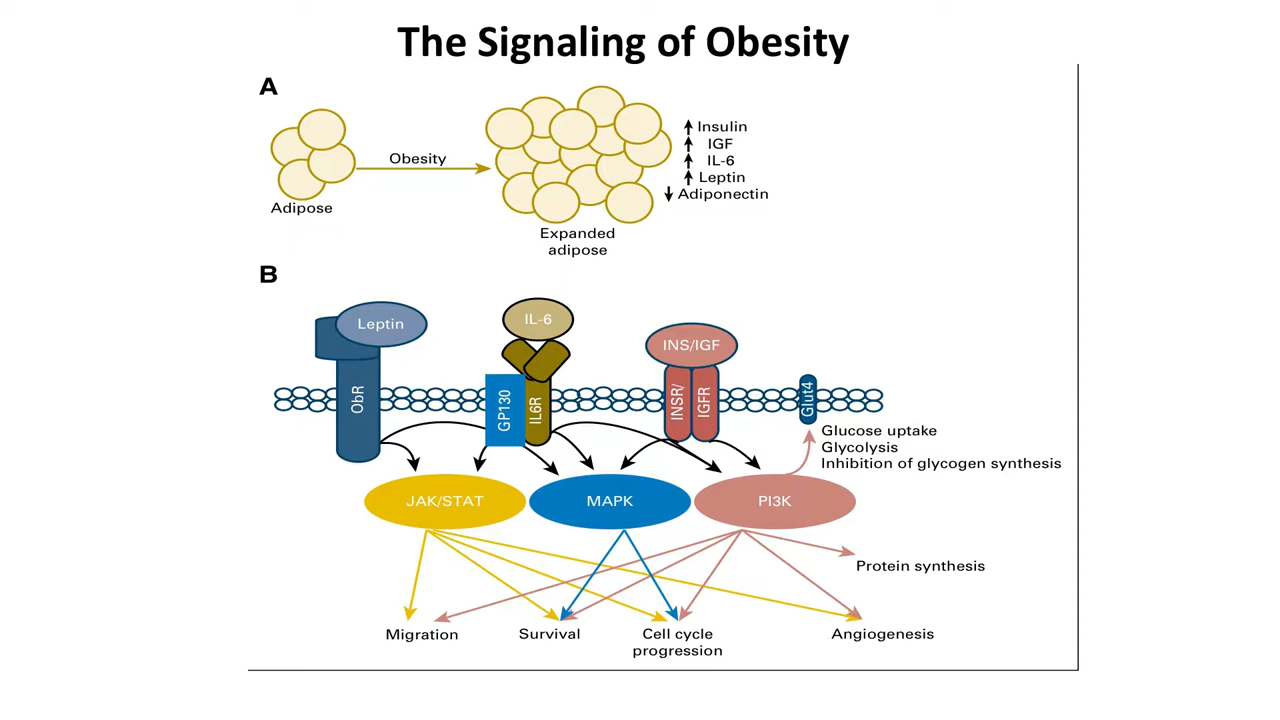 The Signaling of Obesity
A
Obesity
Adipose
Expanded
adipose
Insulin
IGF
IL-6
Leptin
Adiponectin
B
Leptin
IL-6
INS/IGF
ObR
GP130
IL6R
INSR/
IGFR
Glut4
Glucose uptake
Glycolysis
Inhibition of glycogen synthesis
JAK/STAT
MAPK
PI3K
Protein synthesis
Migration
Survival
Cell cycle
progression
Angiogenesis